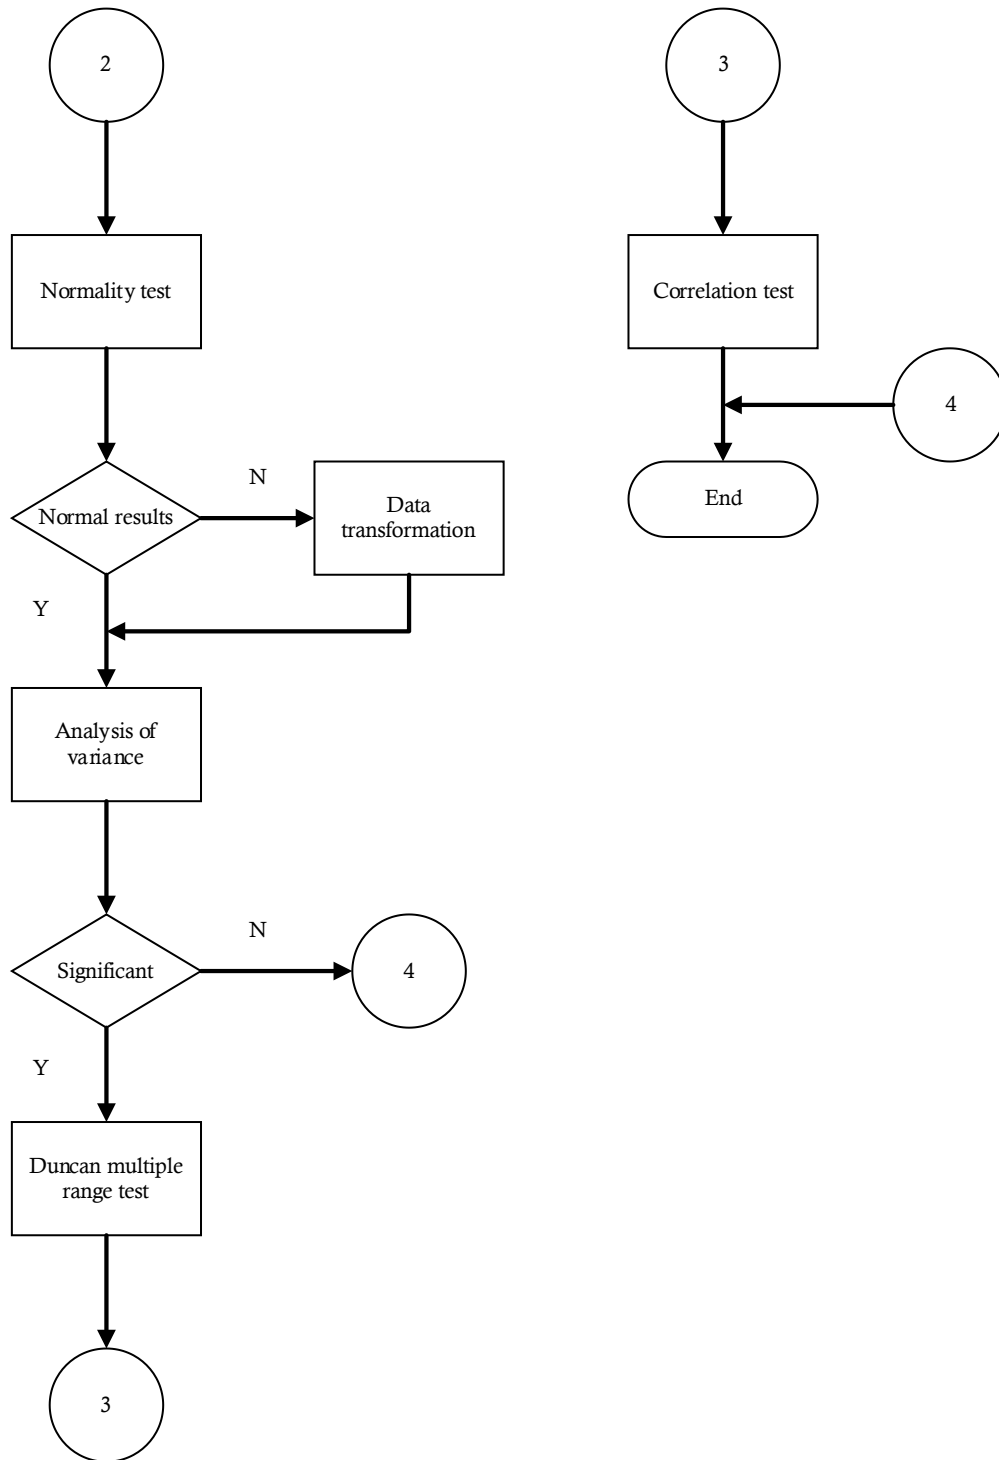 2
Normality test
Normal results
N
Data
transformation
Y
Analysis of
variance
Significant
N
4
Y
Duncan multiple
range test
3
3
Correlation test
4
End